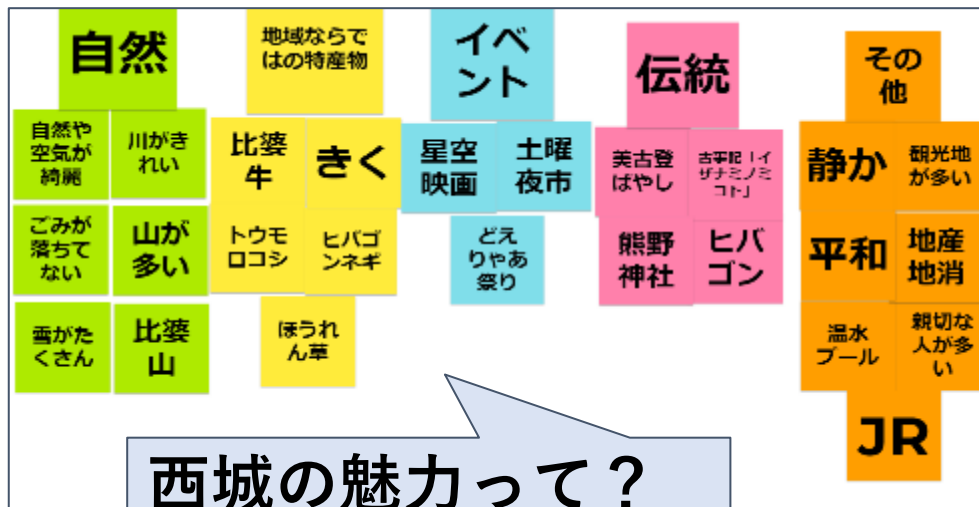 自然
自然や
空気が
綺麗
川がき
れい
ごみが
落ちて
ない
山が
多い
雪がた
くさん
比婆
山
地域ならで
はの特産物
比婆
牛
きく
トウモ
ロコシ
ヒバゴ
ンネギ
ほうれ
ん草
イベ
ント
星空
映画
土曜
夜市
どえ
りゃあ
祭り
伝統
美古登
ばやし
古事記「イ
ザナミノミ
コト」
熊野
神社
ヒバ
ゴン
その
他
静か
観光地
が多い
平和
地産
地消
温水
プール
親切な
人が多
い
JR
西城の魅力って？